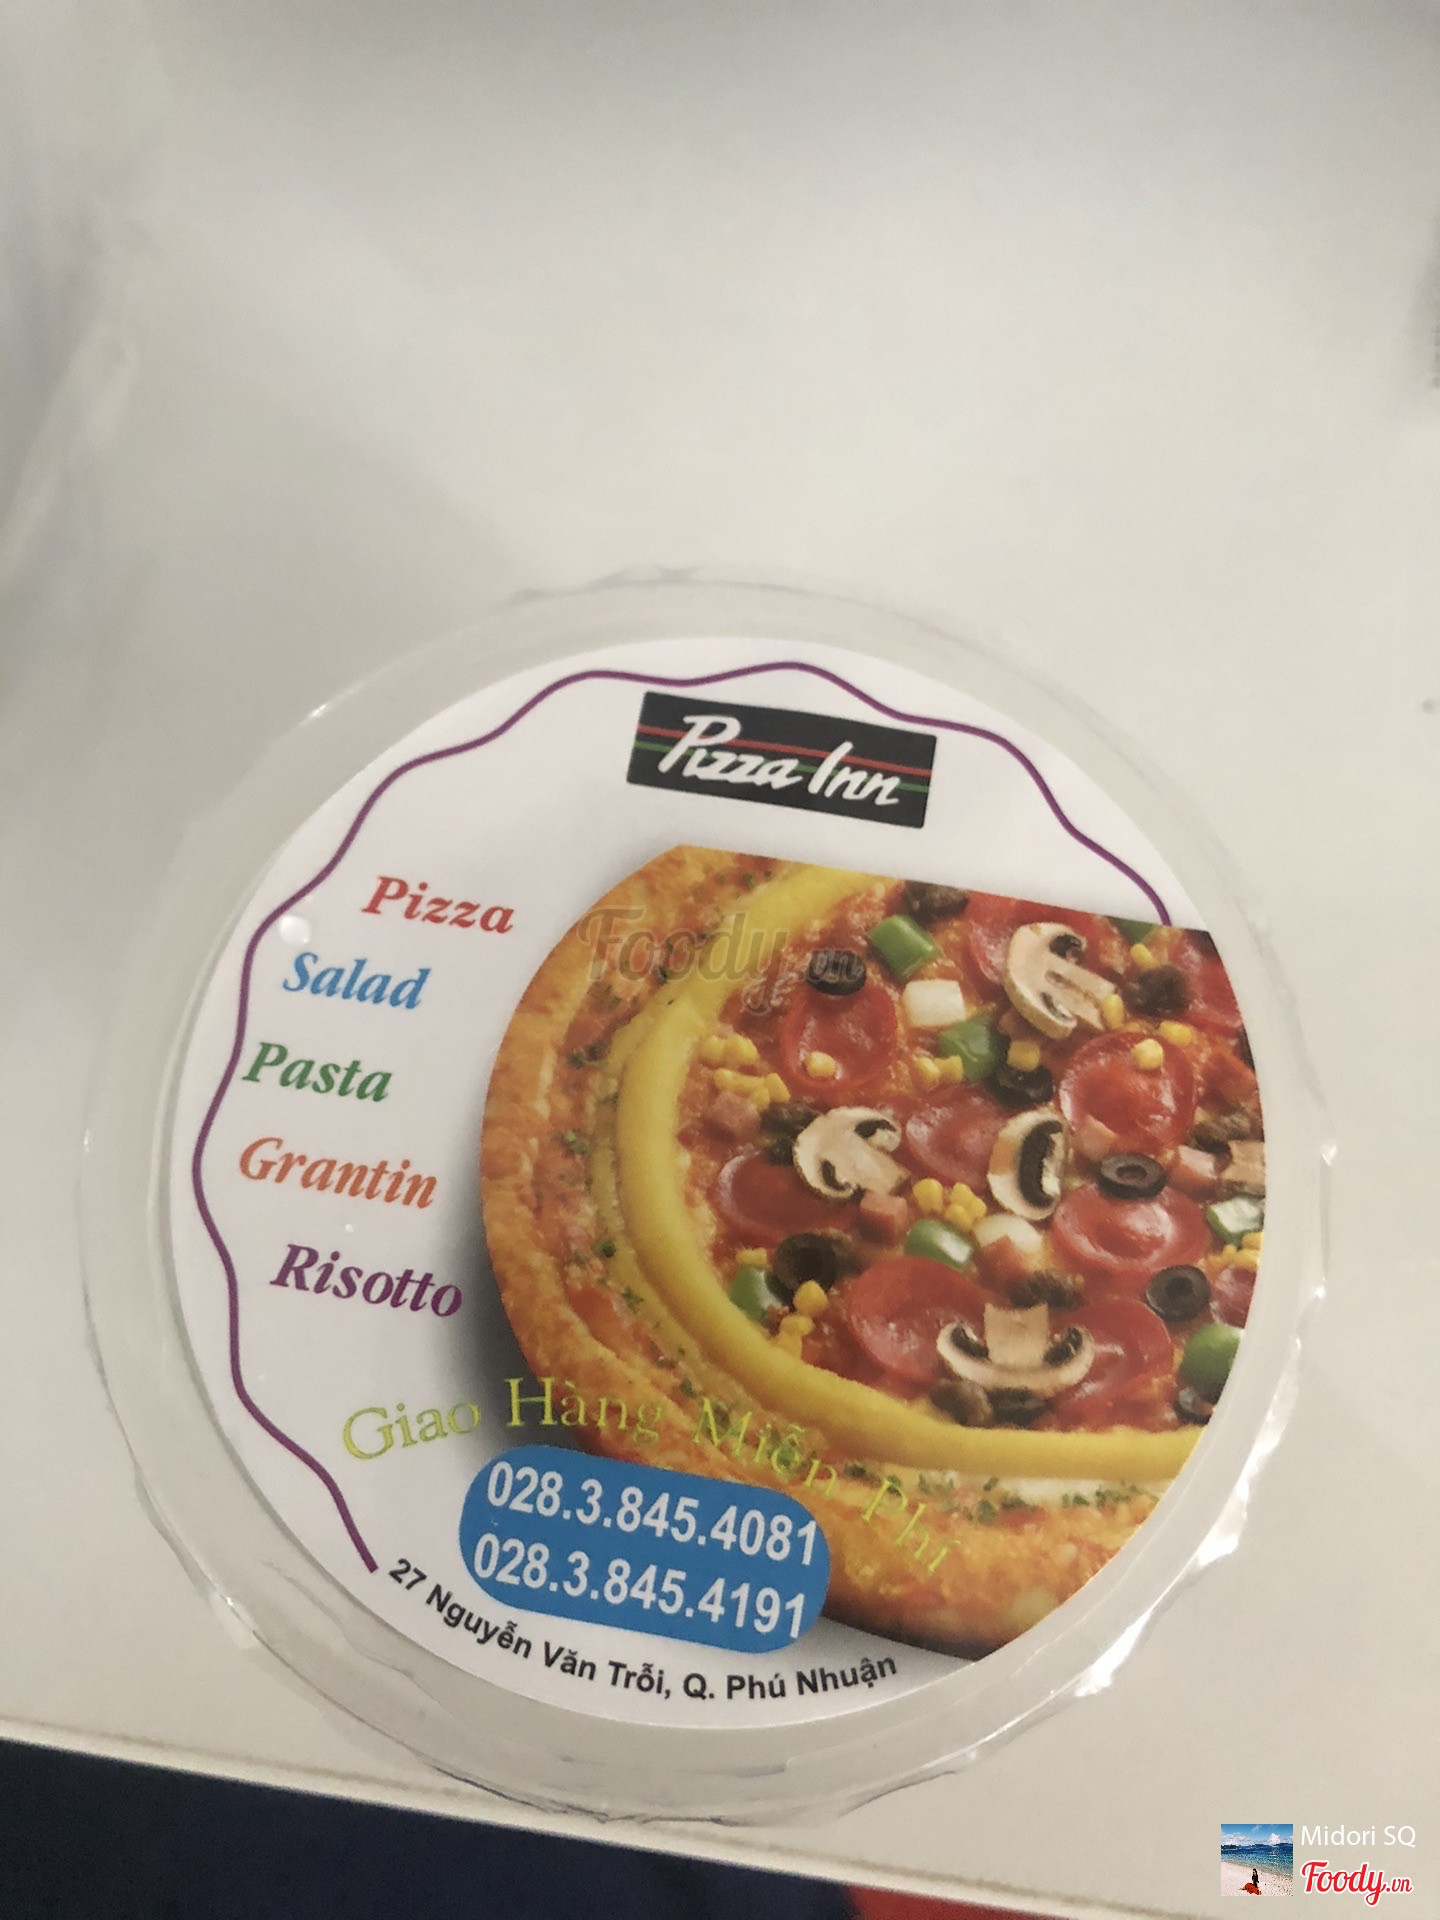 Pizza Inn
Pizza
Salad
Pasta
Grantin
Risotto
Foody.vn
Giao Hàng Miễn Phí
028.3.845.4081
028.3.845.4191
27 Nguyễn Văn Trỗi, Q. Phú Nhuận
Midori SQ
Foody.vn